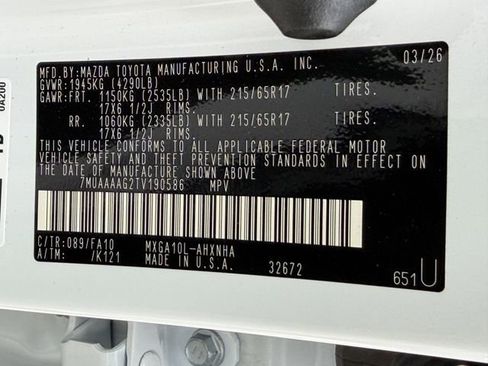 MFD.BY:MAZDA TOYOTA MANUFACTURING U.S.A. INC. 03/26
GVWR:1945KG (4290LB)
GAWR:FRT. 1150KG (2535LB) WITH 215/65R17 TIRES.
17X6 1/2J RIMS.
RR. 1060KG (2335LB) WITH 215/65R17 TIRES.
17X6 1/2J RIMS.
THIS VEHICLE CONFORMS TO ALL APPLICABLE FEDERAL MOTOR
VEHICLE SAFETY, BUMPER, AND THEFT PREVENTION STANDARDS
IN EFFECT ON THE DATE OF MANUFACTURE SHOWN ABOVE.
7MUAAAAG2TV190586 MPV
C/TR:089/FA10 MXGA10L-AHXNHA
A/TM: /K121 MADE IN U.S.A. 32672
651U
0A200